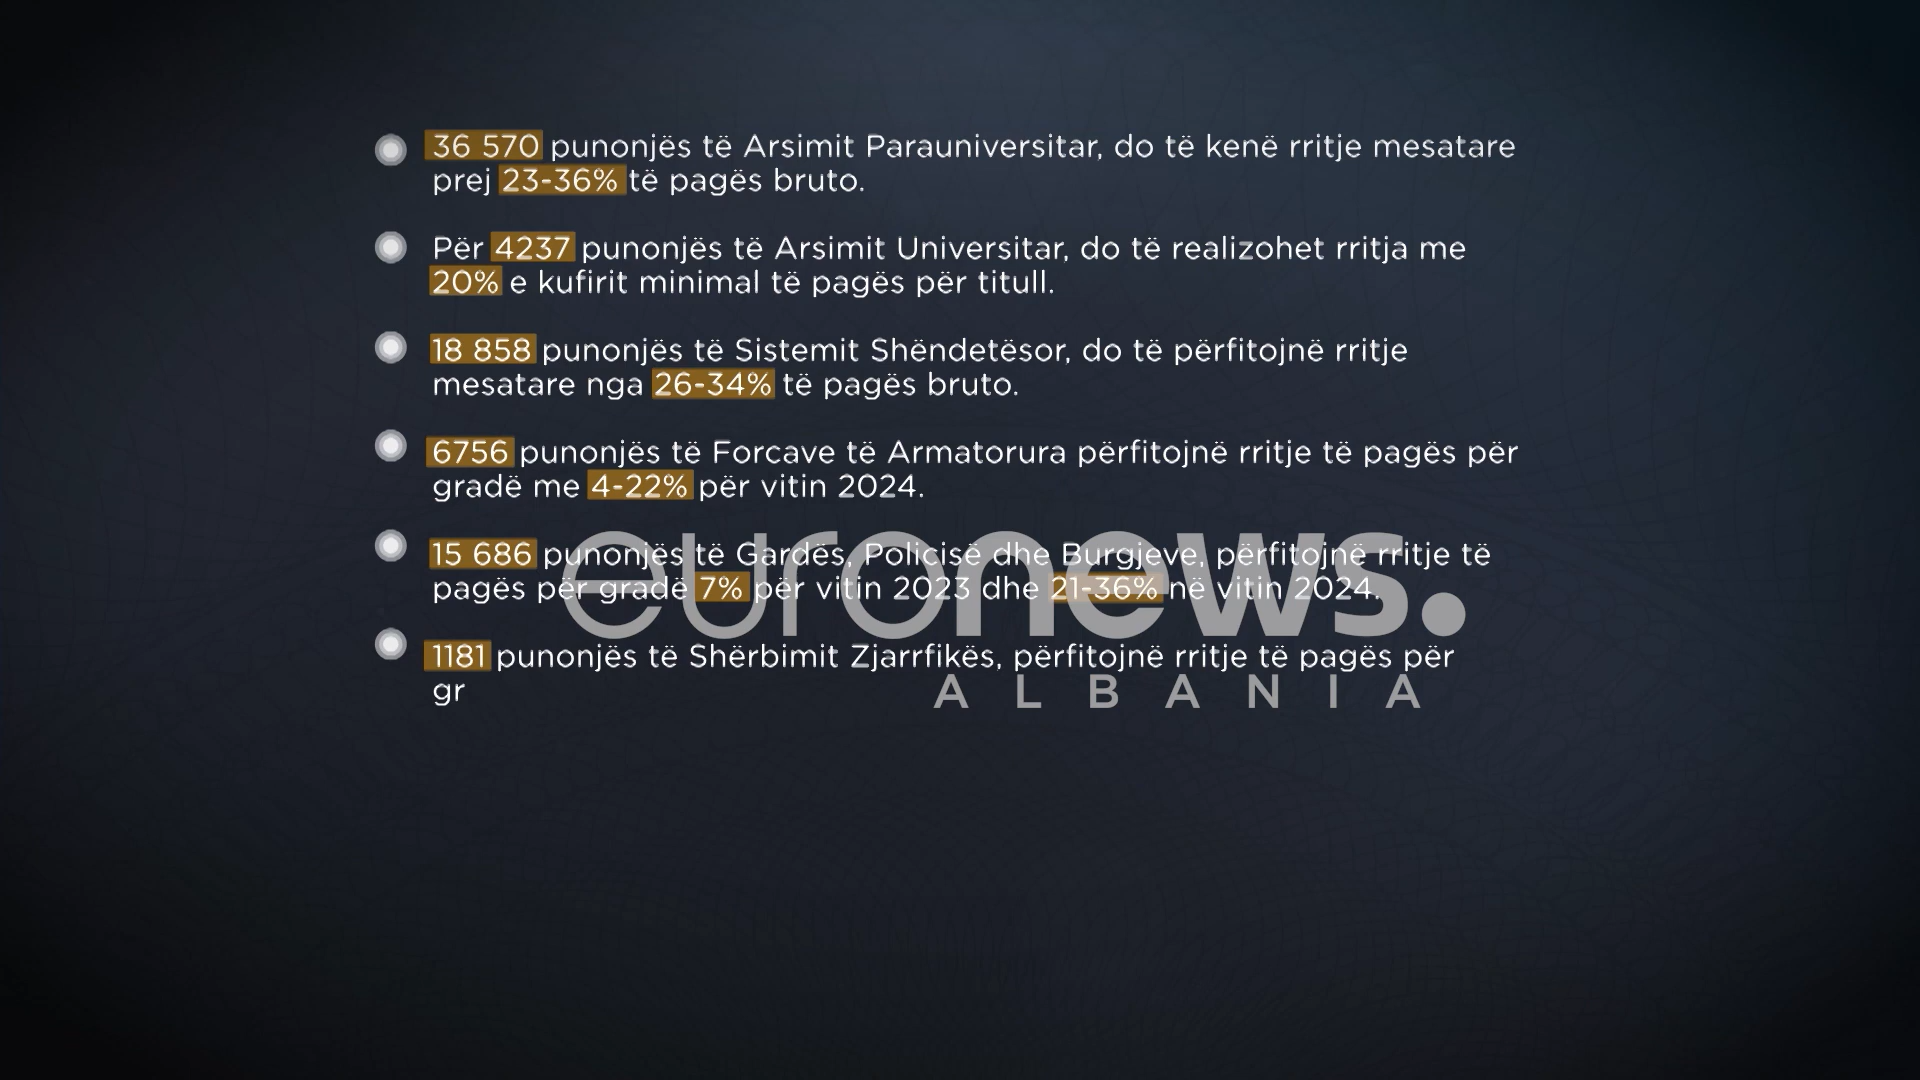 36 570 punonjës të Arsimit Parauniversitar, do të kenë rritje mesatare
prej 23-36% të pagës bruto.
Për 4237 punonjës të Arsimit Universitar, do të realizohet rritja me
20% e kufirit minimal të pagës për titull.
18 858 punonjës të Sistemit Shëndetësor, do të përfitojnë rritje
mesatare nga 26-34% të pagës bruto.
6756 punonjës të Forcave të Armatorura përfitojnë rritje të pagës për
gradë me 4-22% për vitin 2024.
15 686 punonjës të Gardës, Policisë dhe Burgjeve, përfitojnë rritje të
pagës për gradë 7% për vitin 2023 dhe 21-36% në vitin 2024.
euronews.
1181 punonjës të Shërbimit Zjarrfikës, përfitojnë rritje të pagës për
gr
ALBANIA